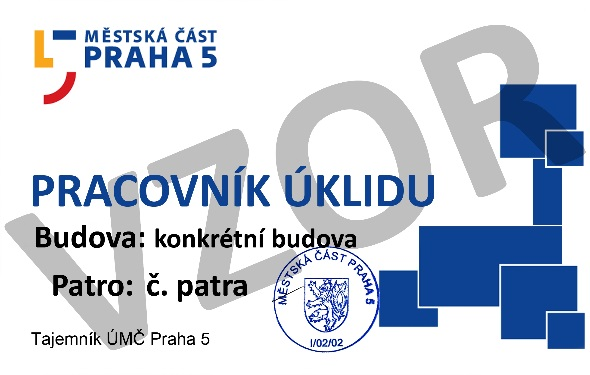 MĚSTSKÁ ČÁST
PRAHA 5
VZOR
PRACOVNÍK ÚKLIDU
Budova: konkrétní budova
Patro: č. patra
MĚSTSKÁ ČÁST PRAHA 5
I/02/02
Tajemník ÚMČ Praha 5